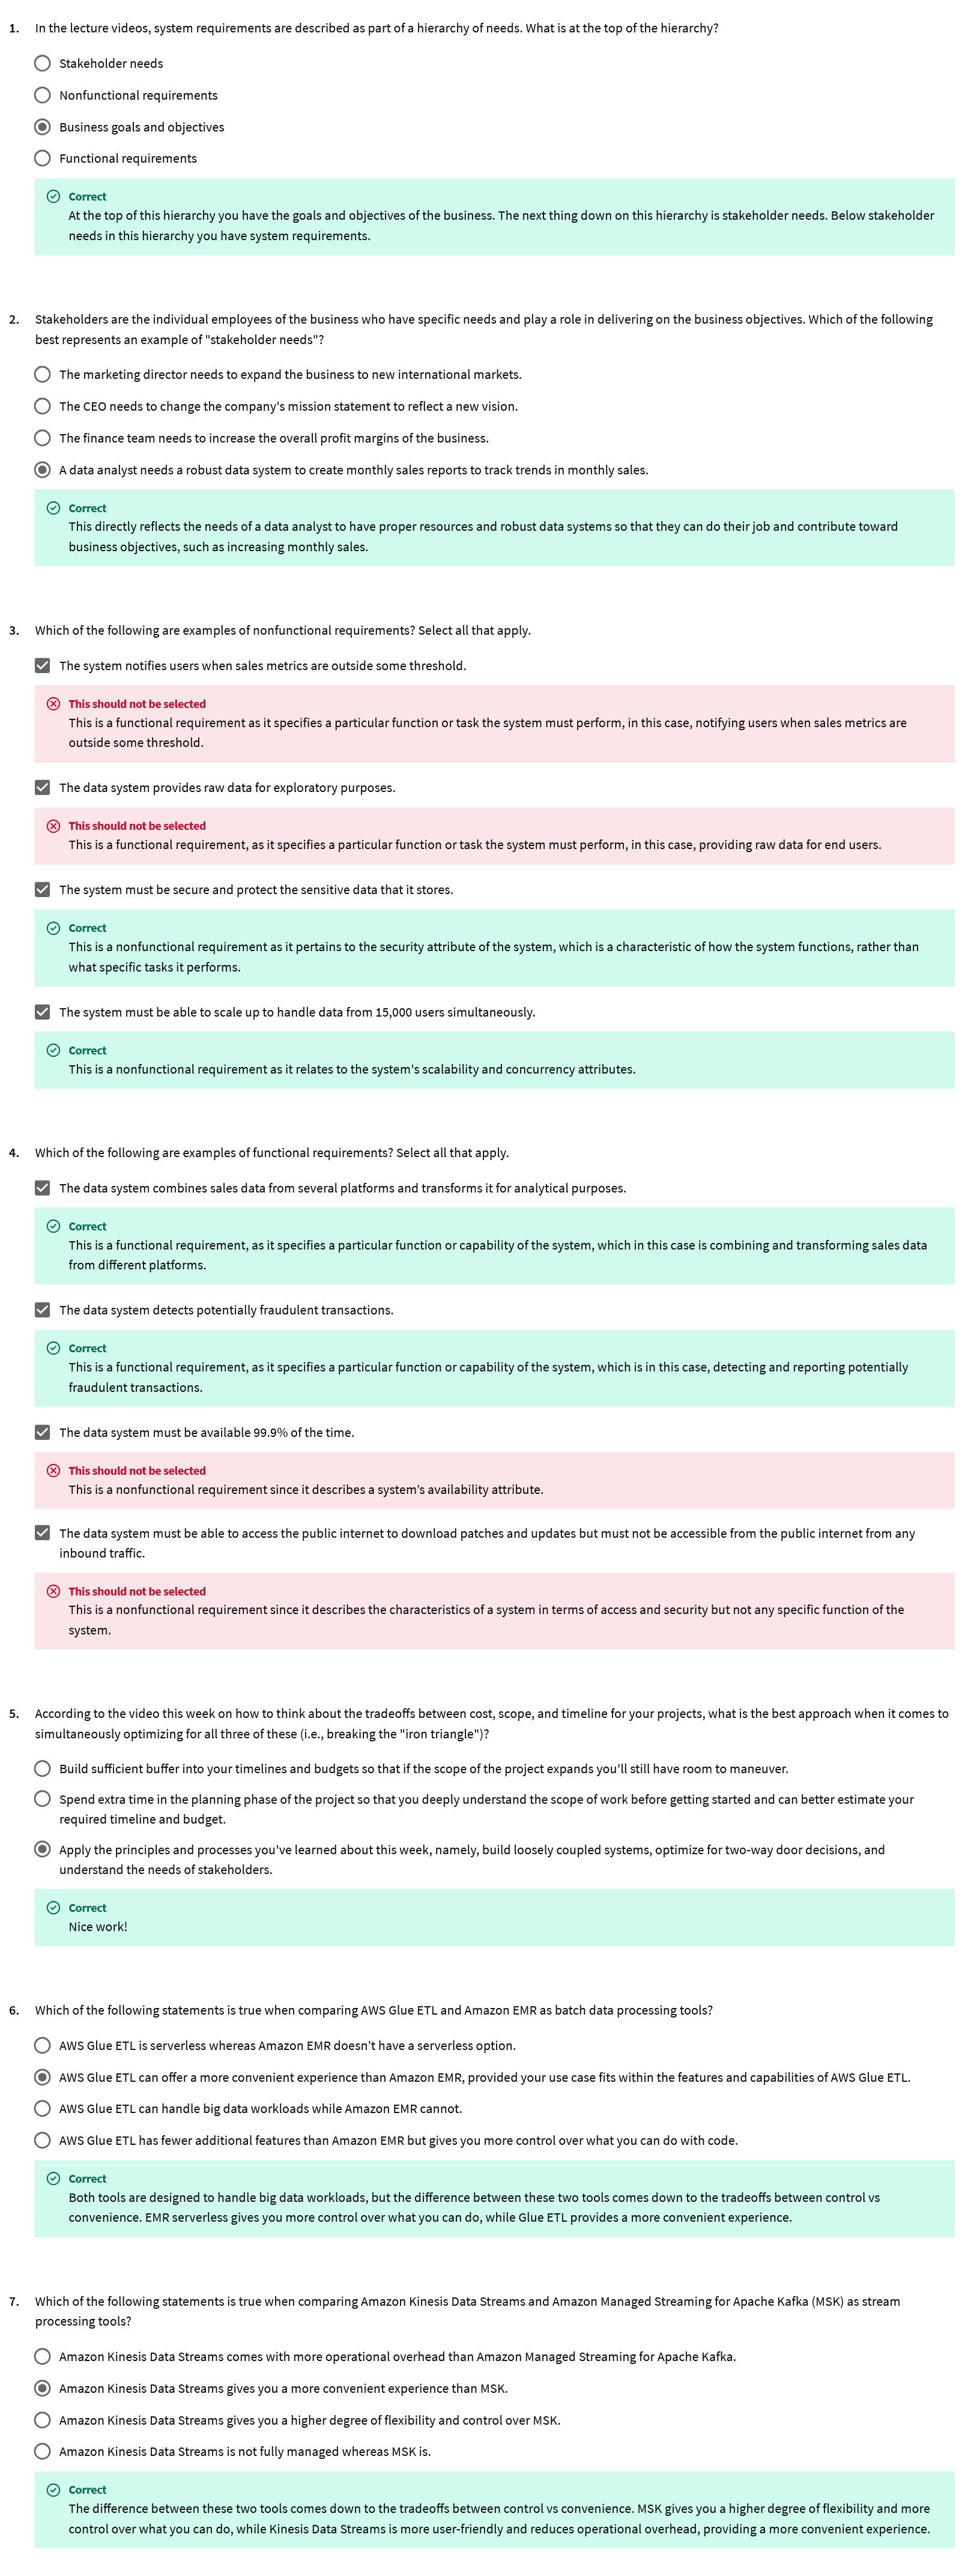 1. In the lecture videos, system requirements are described as part of a hierarchy of needs. What is at the top of the hierarchy?
Stakeholder needs
Nonfunctional requirements
Business goals and objectives
Functional requirements
Correct
At the top of this hierarchy you have the goals and objectives of the business. The next thing down on this hierarchy is stakeholder needs. Below stakeholder
needs in this hierarchy you have system requirements.
2. Stakeholders are the individual employees of the business who have specific needs and play a role in delivering on the business objectives. Which of the following
best represents an example of "stakeholder needs"?
The marketing director needs to expand the business to new international markets.
The CEO needs to change the company's mission statement to reflect a new vision.
The finance team needs to increase the overall profit margins of the business.
A data analyst needs a robust data system to create monthly sales reports to track trends in monthly sales.
Correct
This directly reflects the needs of a data analyst to have proper resources and robust data systems so that they can do their job and contribute toward
business objectives, such as increasing monthly sales.
3. Which of the following are examples of nonfunctional requirements? Select all that apply.
The system notifies users when sales metrics are outside some threshold.
This should not be selected
This is a functional requirement as it specifies a particular function or task the system must perform, in this case, notifying users when sales metrics are
outside some threshold.
The data system provides raw data for exploratory purposes.
This should not be selected
This is a functional requirement, as it specifies a particular function or task the system must perform, in this case, providing raw data for end users.
The system must be secure and protect the sensitive data that it stores.
Correct
This is a nonfunctional requirement as it pertains to the security attribute of the system, which is a characteristic of how the system functions, rather than
what specific tasks it performs.
The system must be able to scale up to handle data from 15,000 users simultaneously.
Correct
This is a nonfunctional requirement as it relates to the system's scalability and concurrency attributes.
4. Which of the following are examples of functional requirements? Select all that apply.
The data system combines sales data from several platforms and transforms it for analytical purposes.
Correct
This is a functional requirement, as it specifies a particular function or capability of the system, which in this case is combining and transforming sales data
from different platforms.
The data system detects potentially fraudulent transactions.
Correct
This is a functional requirement, as it specifies a particular function or capability of the system, which is in this case, detecting and reporting potentially
fraudulent transactions.
The data system must be available 99.9% of the time.
This should not be selected
This is a nonfunctional requirement since it describes a system’s availability attribute.
The data system must be able to access the public internet to download patches and updates but must not be accessible from the public internet from any
inbound traffic.
This should not be selected
This is a nonfunctional requirement since it describes the characteristics of a system in terms of access and security but not any specific function of the
system.
5. According to the video this week on how to think about the tradeoffs between cost, scope, and timeline for your projects, what is the best approach when it comes to
simultaneously optimizing for all three of these (i.e., breaking the "iron triangle")?
Build sufficient buffer into your timelines and budgets so that if the scope of the project expands you'll still have room to maneuver.
Spend extra time in the planning phase of the project so that you deeply understand the scope of work before getting started and can better estimate your
required timeline and budget.
Apply the principles and processes you've learned about this week, namely, build loosely coupled systems, optimize for two-way door decisions, and
understand the needs of stakeholders.
Correct
Nice work!
6. Which of the following statements is true when comparing AWS Glue ETL and Amazon EMR as batch data processing tools?
AWS Glue ETL is serverless whereas Amazon EMR doesn’t have a serverless option.
AWS Glue ETL can offer a more convenient experience than Amazon EMR, provided your use case fits within the features and capabilities of AWS Glue ETL.
AWS Glue ETL can handle big data workloads while Amazon EMR cannot.
AWS Glue ETL has fewer additional features than Amazon EMR but gives you more control over what you can do with code.
Correct
Both tools are designed to handle big data workloads, but the difference between these two tools comes down to the tradeoffs between control vs
convenience. EMR serverless gives you more control over what you can do, while Glue ETL provides a more convenient experience.
7. Which of the following statements is true when comparing Amazon Kinesis Data Streams and Amazon Managed Streaming for Apache Kafka (MSK) as stream
processing tools?
Amazon Kinesis Data Streams comes with more operational overhead than Amazon Managed Streaming for Apache Kafka.
Amazon Kinesis Data Streams gives you a more convenient experience than MSK.
Amazon Kinesis Data Streams gives you a higher degree of flexibility and control over MSK.
Amazon Kinesis Data Streams is not fully managed whereas MSK is.
Correct
The difference between these two tools comes down to the tradeoffs between control vs convenience. MSK gives you a higher degree of flexibility and more
control over what you can do, while Kinesis Data Streams is more user-friendly and reduces operational overhead, providing a more convenient experience.